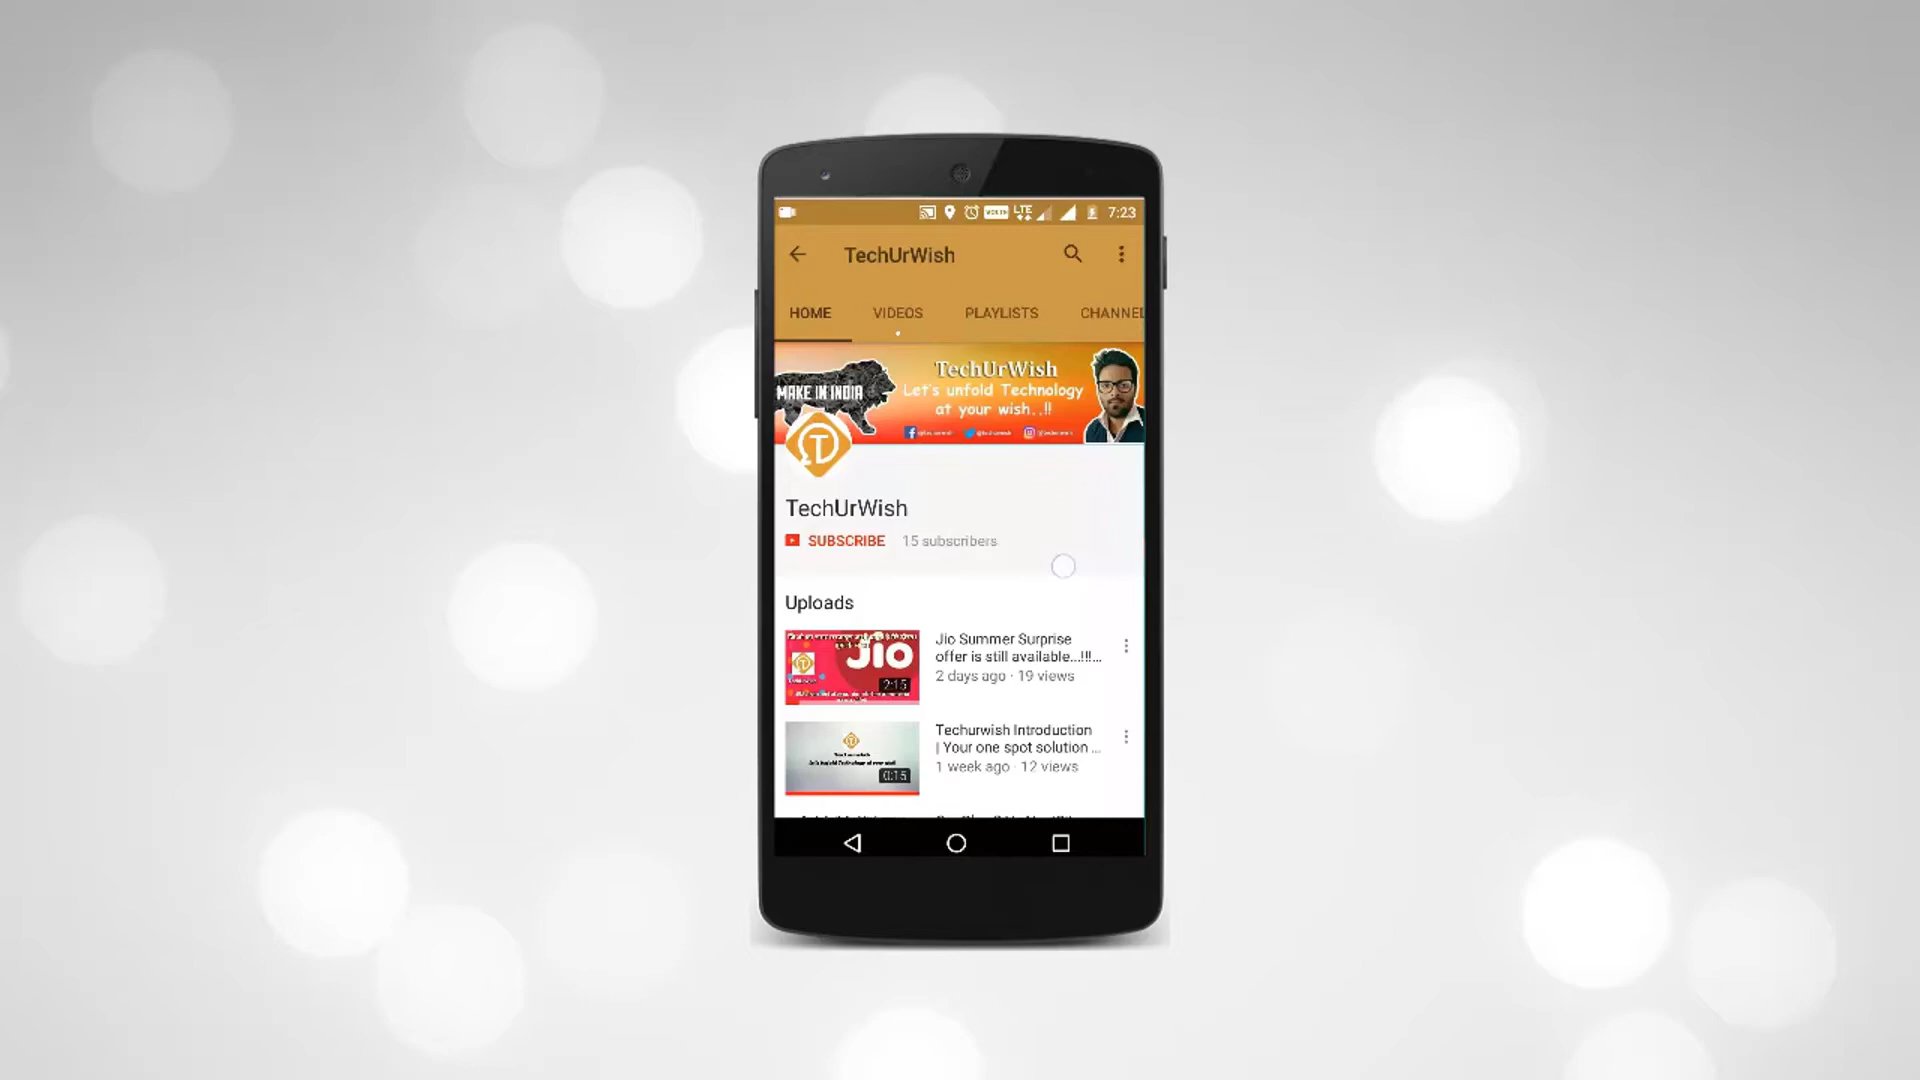 LTE
7:23
TechUrWish
HOME VIDEOS PLAYLISTS CHANNEL
MAKE IN INDIA
TechUrWish
Let's unfold Technology
at your wish..!!
TechUrWish
SUBSCRIBE 15 subscribers
Uploads
Jio
2:15
Jio Summer Surprise
offer is still available...!!!...
2 days ago · 19 views
0:15
Techurwish Introduction
| Your one spot solution ...
1 week ago · 12 views